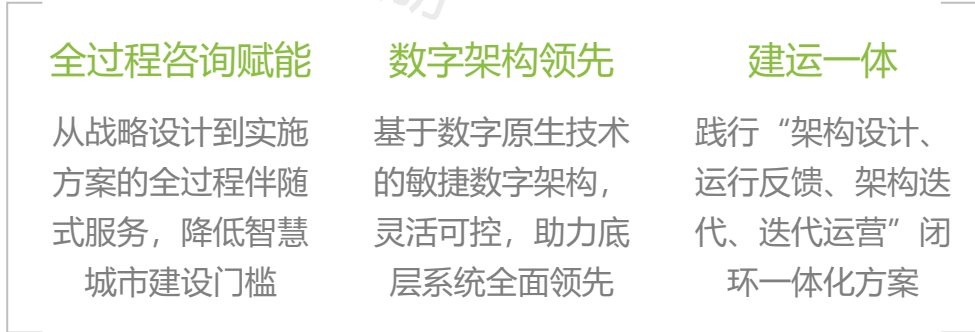 全过程咨询赋能
从战略设计到实施
方案的全过程伴随
式服务，降低智慧
城市建设门槛
数字架构领先
基于数字原生技术
的敏捷数字架构，
灵活可控，助力底
层系统全面领先
建运一体
践行“架构设计、
运行反馈、架构迭
代、迭代运营”闭
环一体化方案